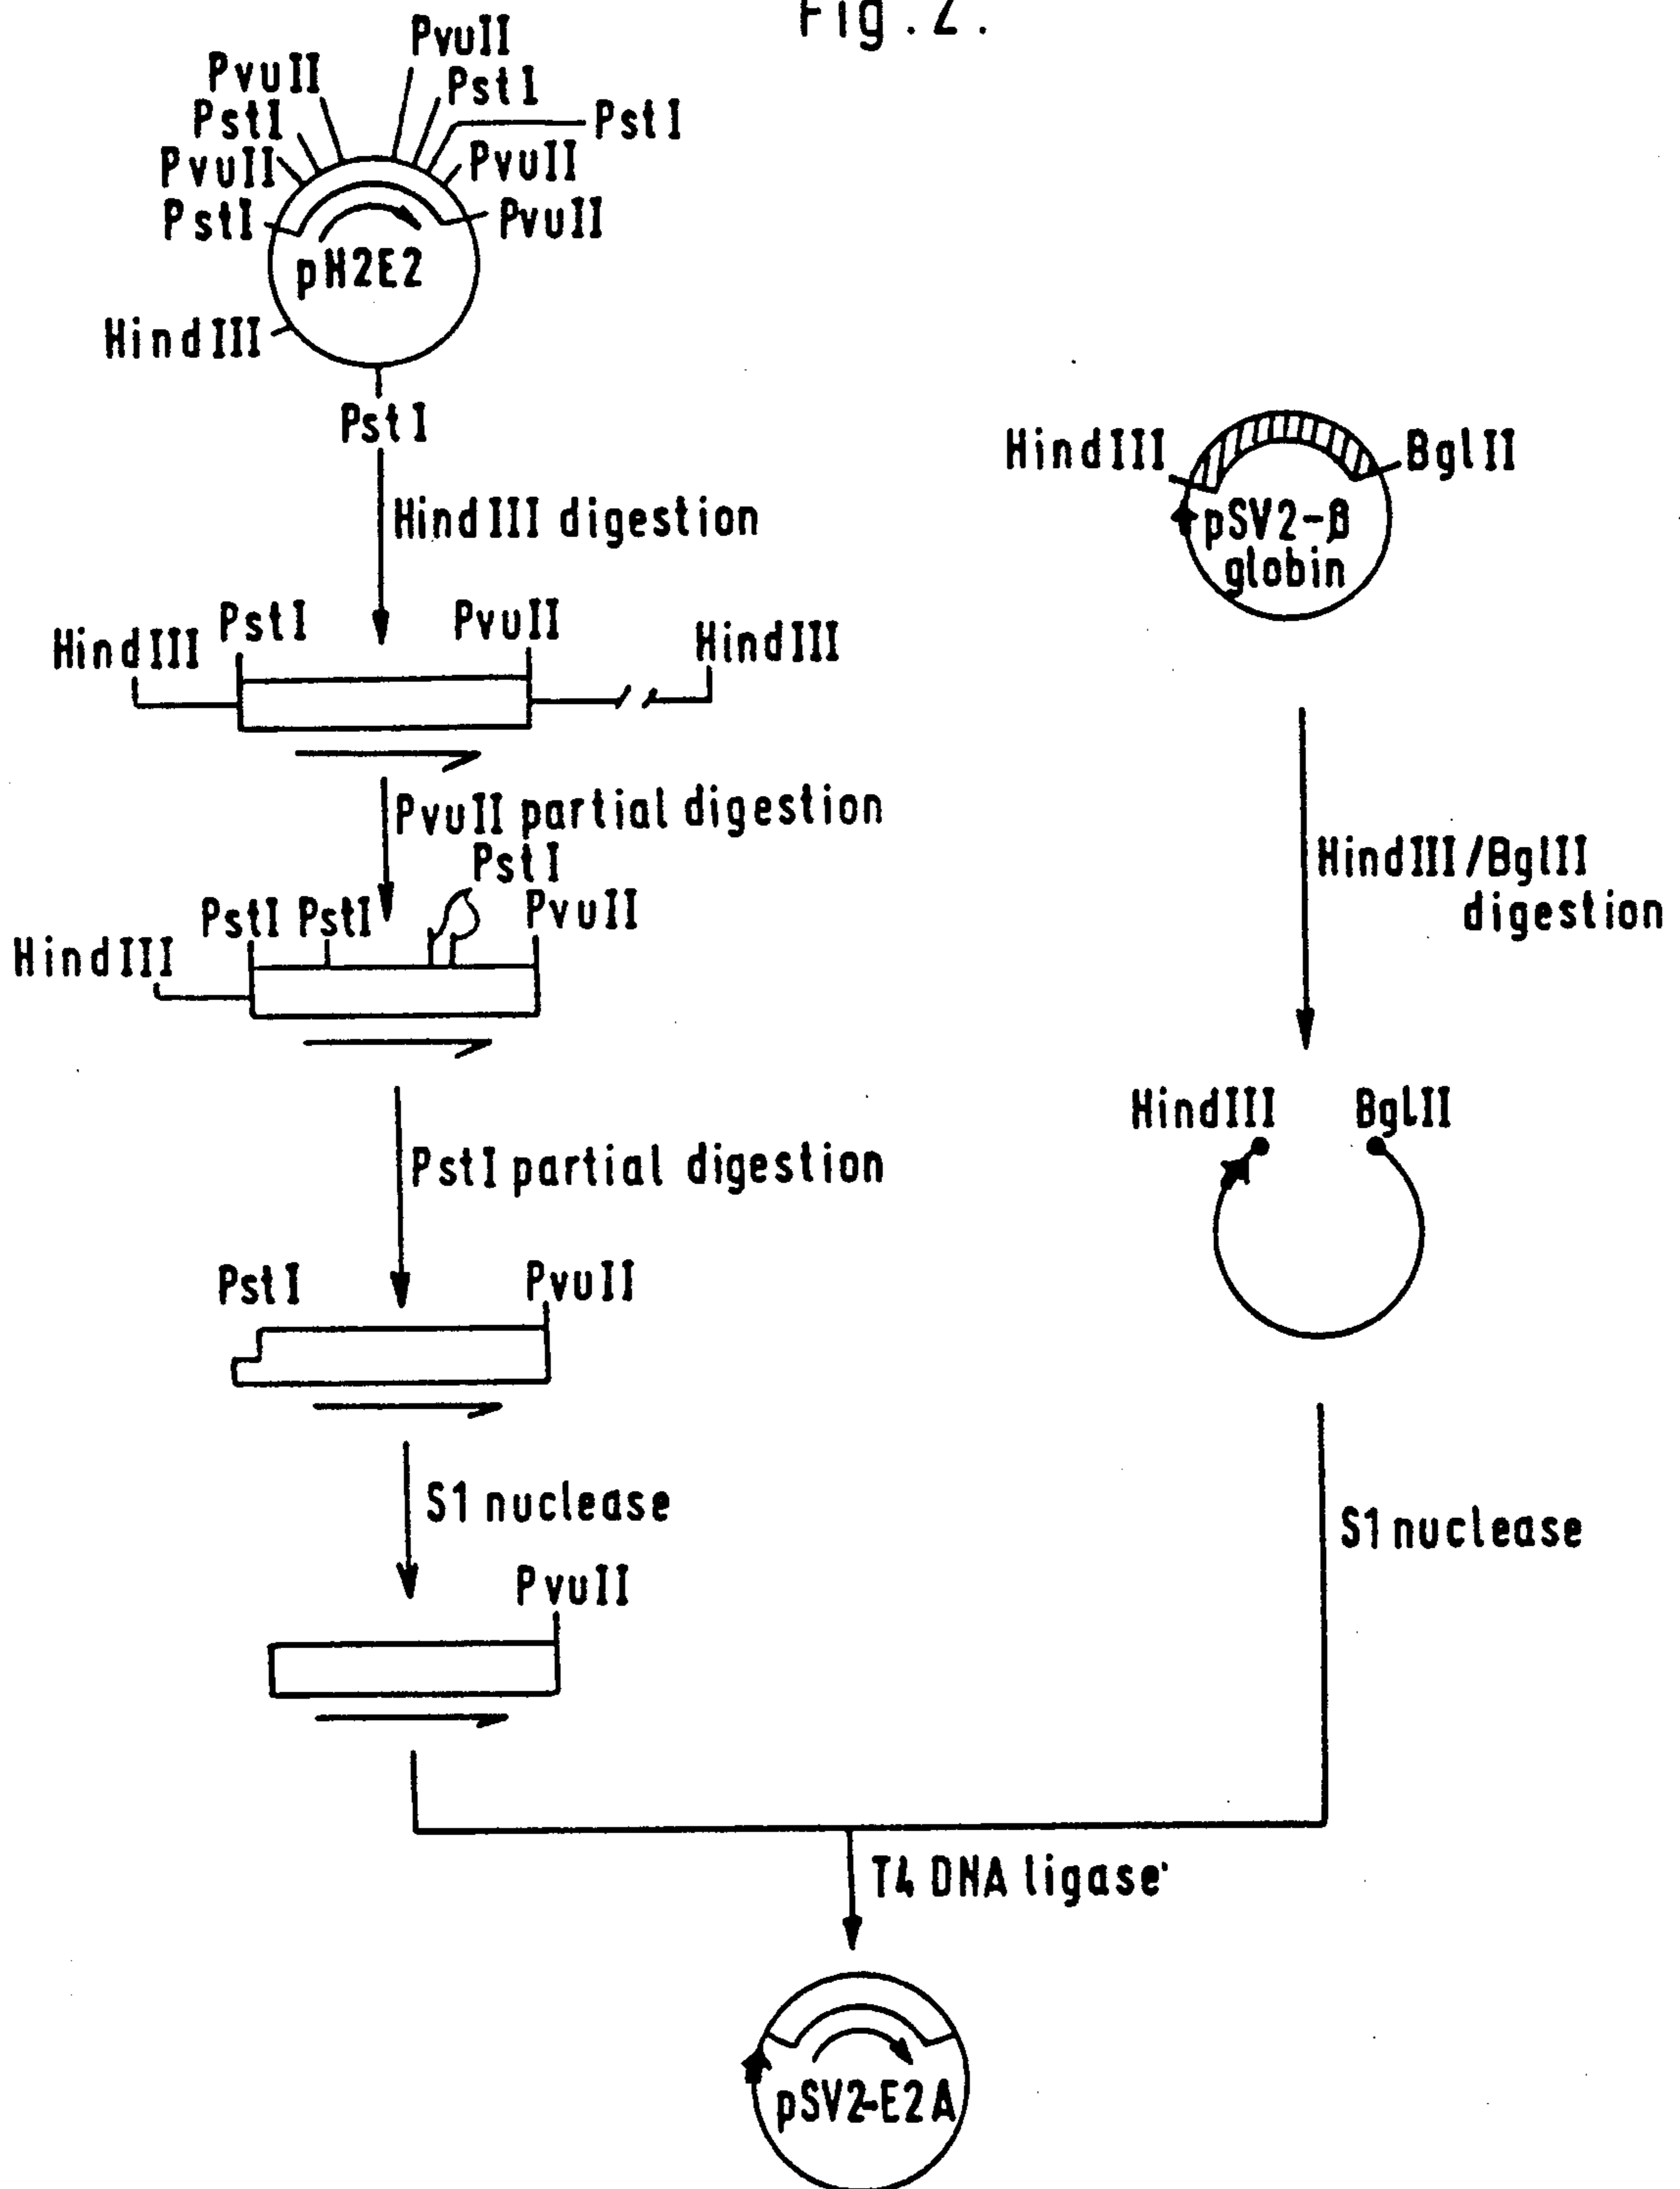 Fig.2.
PvuII
PvuII
PstI
PstI
PstI
PvuII
PvuII
PstI
PvuII
pH2E2
HindIII
PstI
HindIII
BglII
pSV2-β
globin
HindIII digestion
HindIII
PstI
PvuII
HindIII
PvuII partial digestion
PstI
PstI
PstI
PvuII
HindIII
HindIII/BglII
digestion
HindIII
BglII
PstI partial digestion
PstI
PvuII
S1 nuclease
S1 nuclease
PvuII
T4 DNA ligase
pSV2-E2A